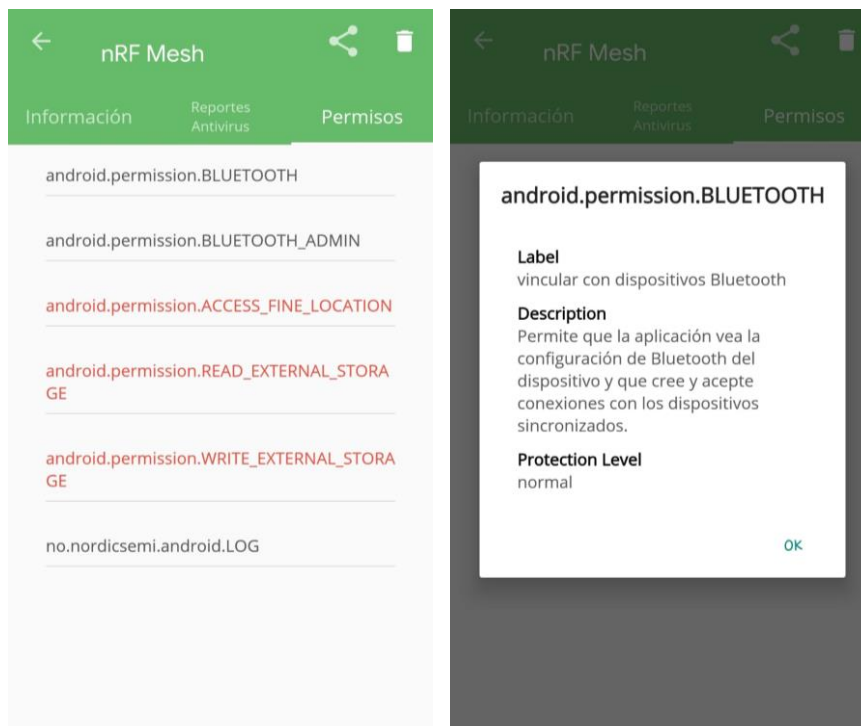 nRF Mesh
Información
Reportes
Antivirus
Permisos
android.permission.BLUETOOTH
android.permission.BLUETOOTH_ADMIN
android.permission.ACCESS_FINE_LOCATION
android.permission.READ_EXTERNAL_STORA
GE
android.permission.WRITE_EXTERNAL_STORA
GE
no.nordicsemi.android.LOG
nRF Mesh
Información
Reportes
Antivirus
Permisos
android.permission.BLUETOOTH
Label
vincular con dispositivos Bluetooth
Description
Permite que la aplicación vea la
configuración de Bluetooth del
dispositivo y que cree y acepte
conexiones con los dispositivos
sincronizados.
Protection Level
normal
OK